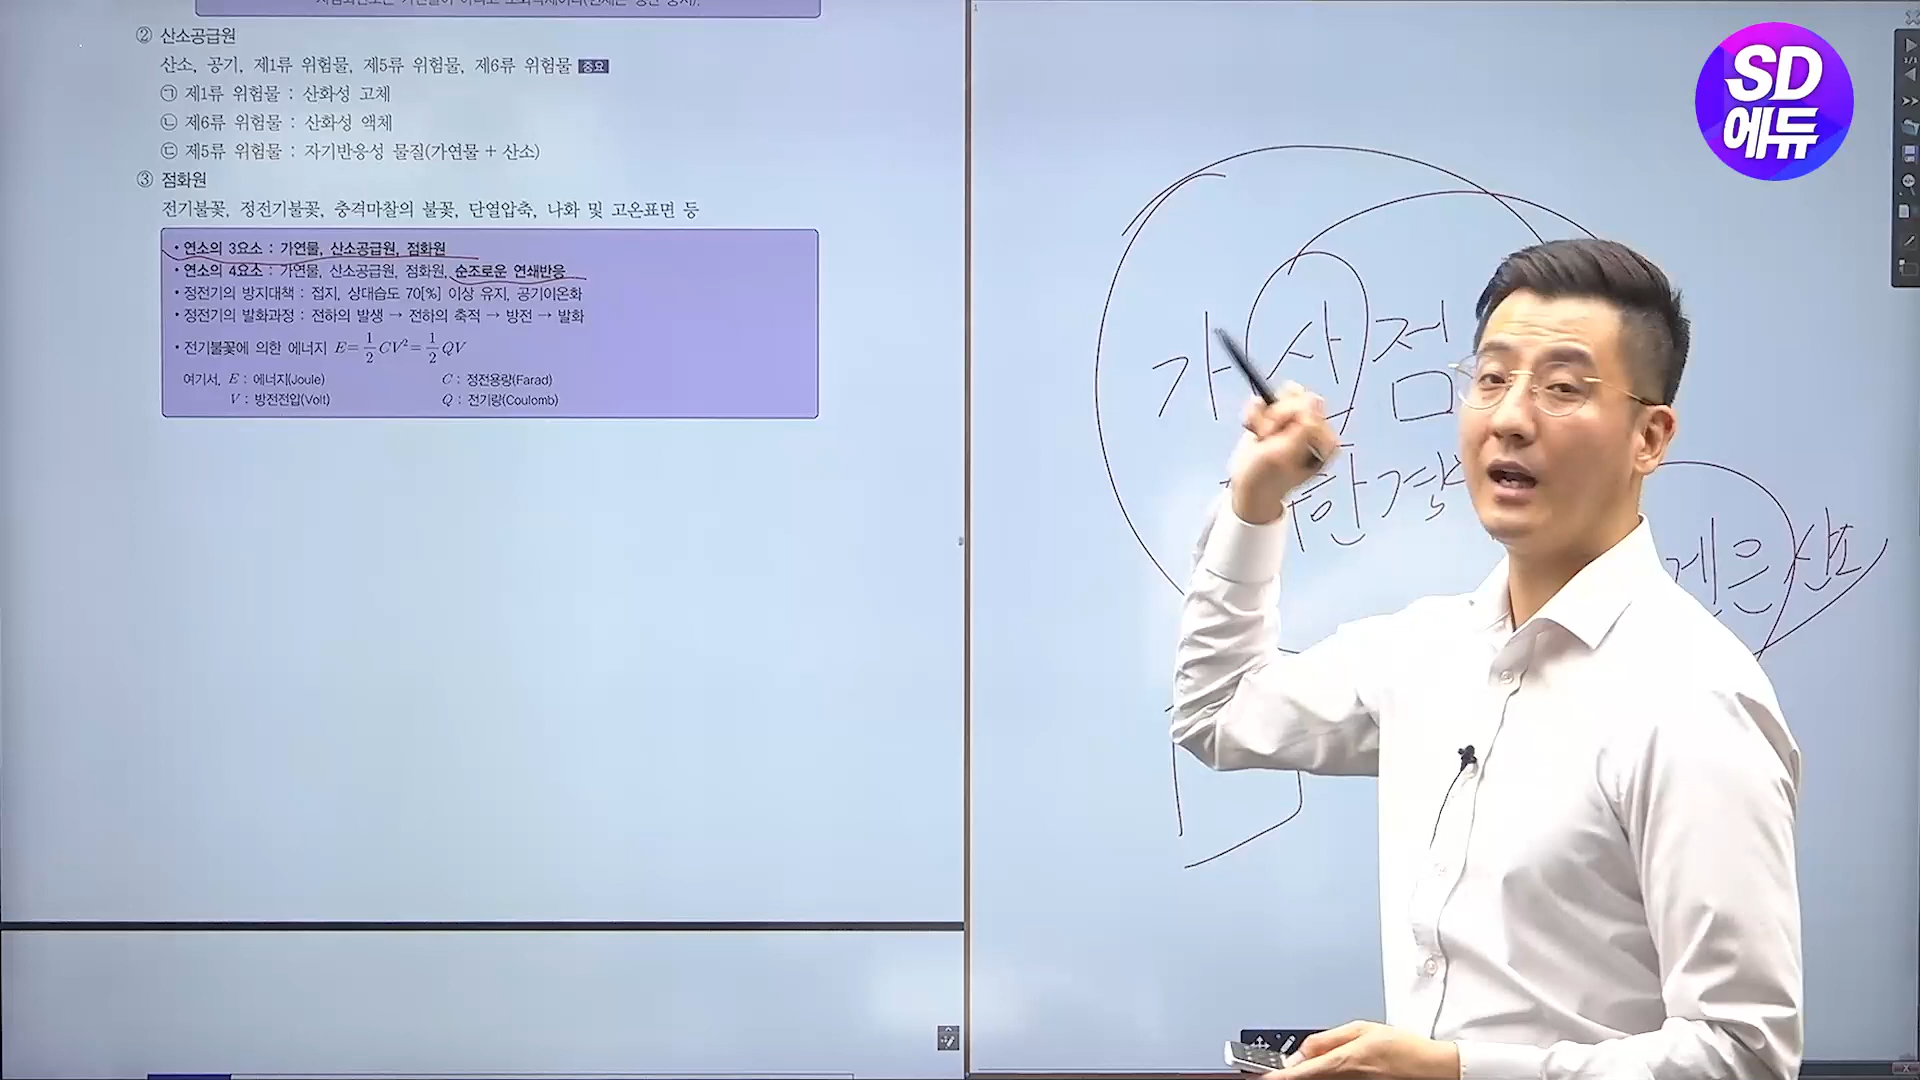 ② 산소공급원
산소, 공기, 제1류 위험물, 제5류 위험물, 제6류 위험물 중요
㉠ 제1류 위험물 : 산화성 고체
㉡ 제6류 위험물 : 산화성 액체
㉢ 제5류 위험물 : 자기반응성 물질(가연물 + 산소)
③ 점화원
전기불꽃, 정전기불꽃, 충격마찰의 불꽃, 단열압축, 나화 및 고온표면 등
• 연소의 3요소 : 가연물, 산소공급원, 점화원
• 연소의 4요소 : 가연물, 산소공급원, 점화원, 순조로운 연쇄반응
• 정전기의 방지대책 : 접지, 상대습도 70[%] 이상 유지, 공기이온화
• 정전기의 발화과정 : 전하의 발생 → 전하의 축적 → 방전 → 발화
• 전기불꽃에 의한 에너지 E=1/2 CV²=1/2 QV
여기서, E : 에너지(Joule) C : 정전용량(Farad)
V : 방전전압(Volt) Q : 전기량(Coulomb)
SD
에듀
가 산 점
한계
산소